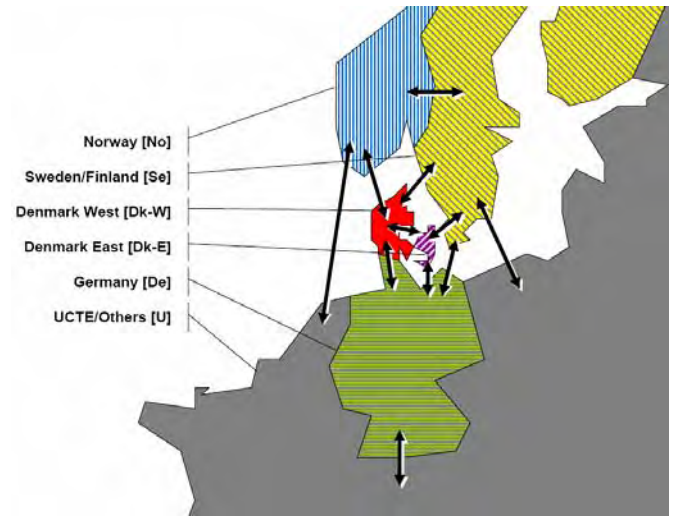 Norway [No]
Sweden/Finland [Se]
Denmark West [Dk-W]
Denmark East [Dk-E]
Germany [De]
UCTE/Others [U]